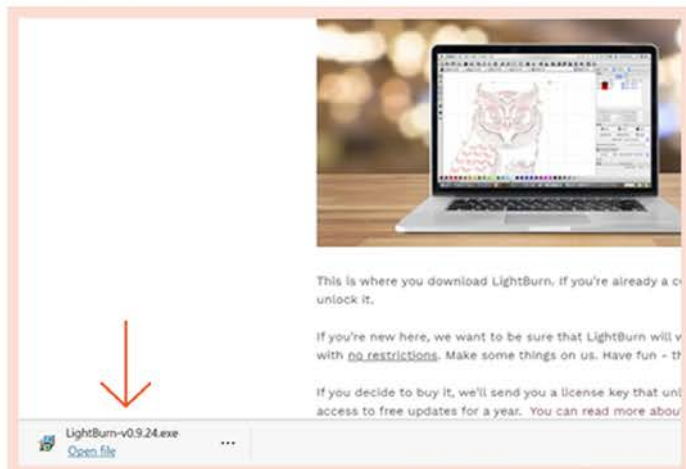 This is where you download LightBurn. If you're already a c
unlock it.
If you're new here, we want to be sure that LightBurn will w
with no restrictions. Make some things on us. Have fun - th
If you decide to buy it, we'll send you a license key that unl
access to free updates for a year. You can read more abou
LightBurn-v0.9.24.exe
Open file